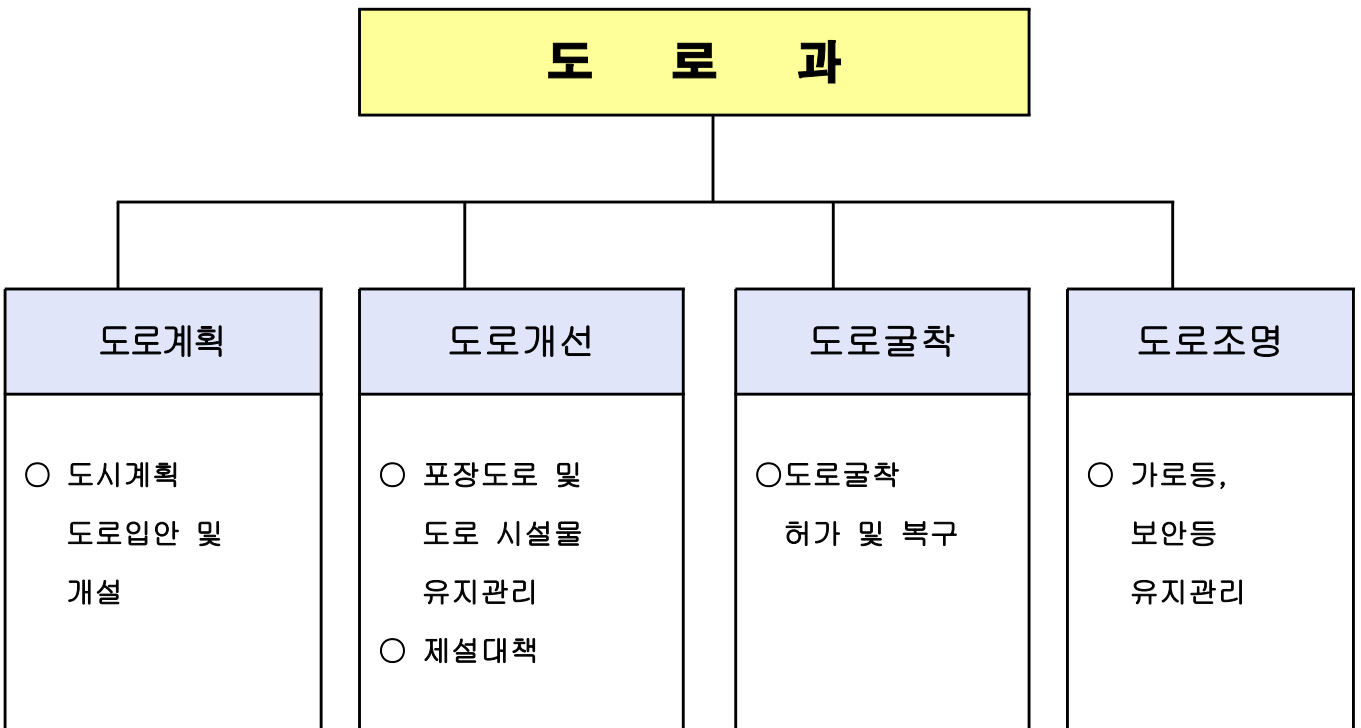 도 로 과
도로계획
○ 도시계획
도로입안 및
개설
도로개선
○ 포장도로 및
도로 시설물
유지관리
○ 제설대책
도로굴착
○도로굴착
허가 및 복구
도로조명
○ 가로등,
보안등
유지관리